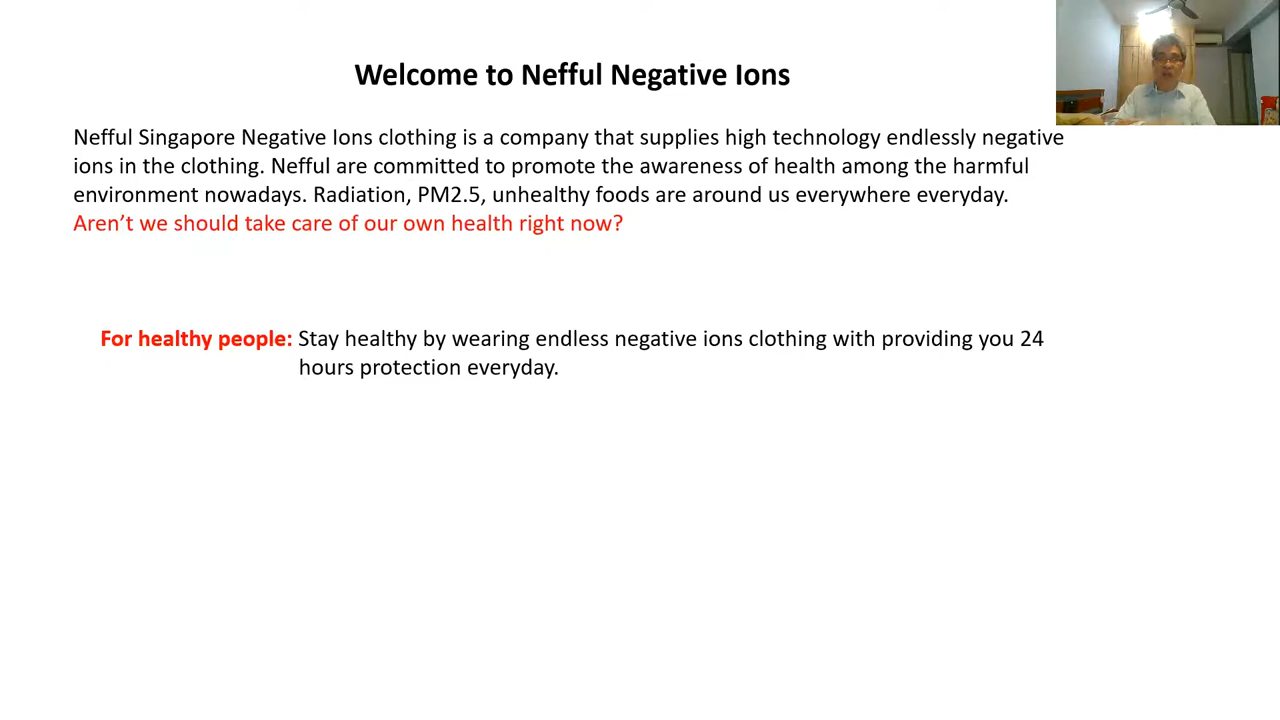 Welcome to Nefful Negative Ions
Nefful Singapore Negative Ions clothing is a company that supplies high technology endlessly negative
ions in the clothing. Nefful are committed to promote the awareness of health among the harmful
environment nowadays. Radiation, PM2.5, unhealthy foods are around us everywhere everyday.
Aren’t we should take care of our own health right now?
For healthy people: Stay healthy by wearing endless negative ions clothing with providing you 24
hours protection everyday.